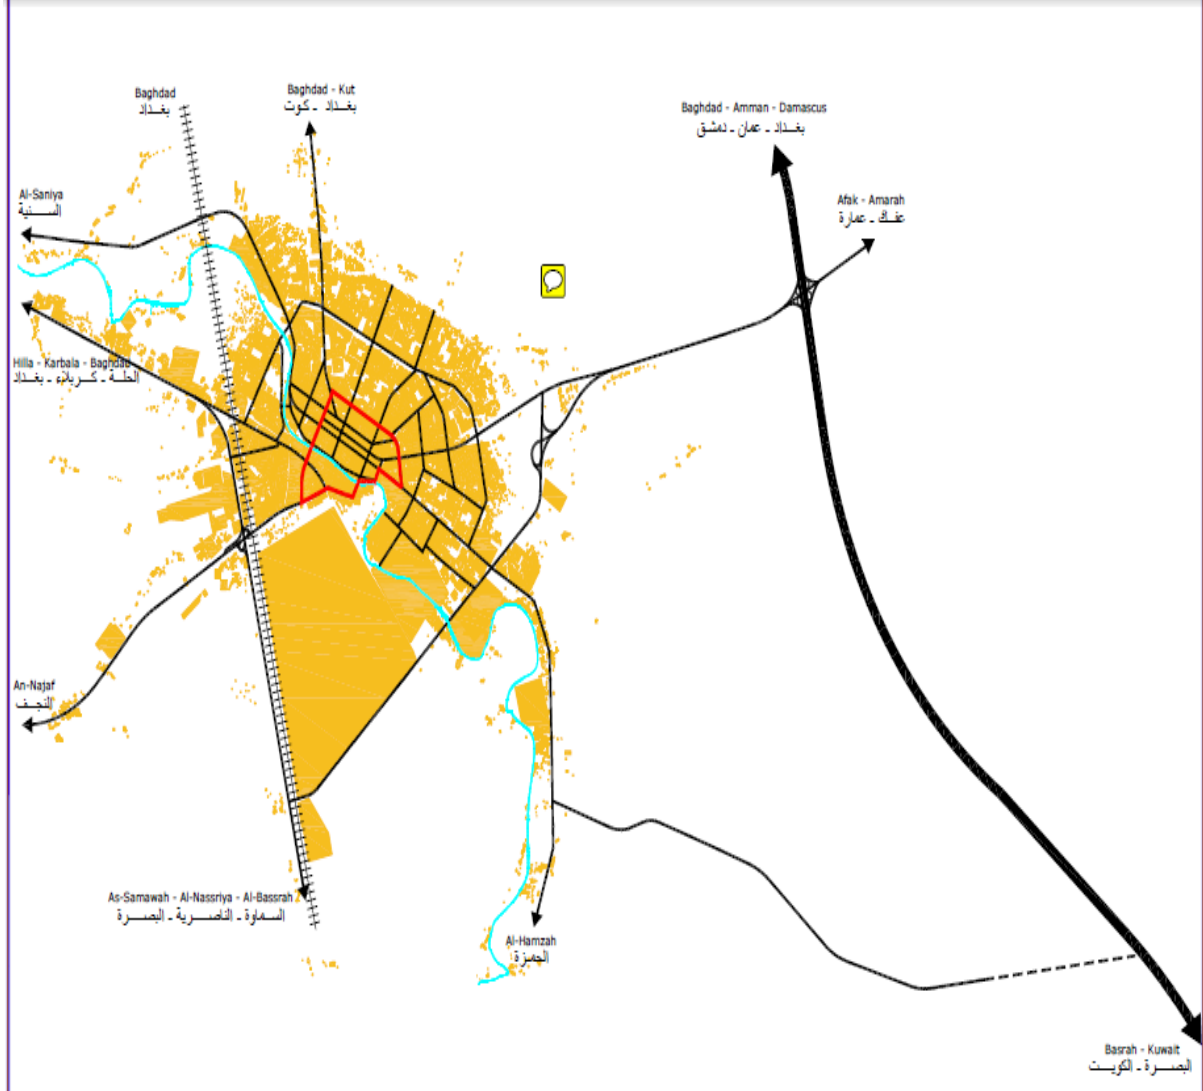 Baghdad
بغداد
Baghdad - Kut
بغداد - كوت
Baghdad - Amman - Damascus
بغداد - عمان - دمشق
Al-Saniya
السنية
Afak - Amarah
عفك - عمارة
Hilla - Karbala - Baghdad
الحلة - كربلاء - بغداد
An-Najaf
النجف
As-Samawah - Al-Nassriya - Al-Bassrah
السماوة - الناصرية - البصرة
Al-Hamzah
الحمزة
Basrah - Kuwait
البصرة - الكويت